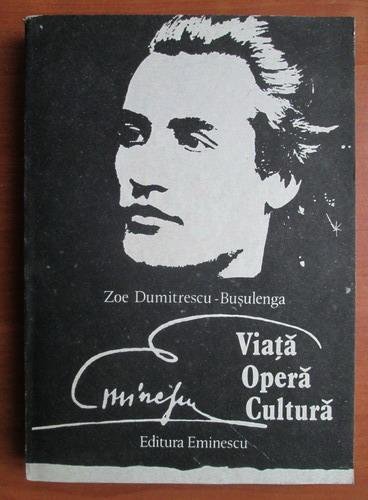 Zoe Dumitrescu-Bușulenga
Eminescu
Viață
Operă
Cultură
Editura Eminescu